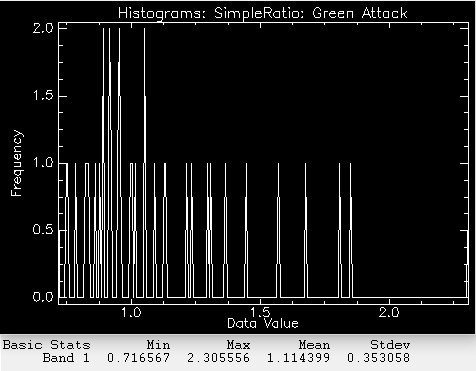 Histograms: SimpleRatio: Green Attack
2.0
1.5
1.0
0.5
0.0
Frequency
1.0 1.5 2.0
Data Value
Basic Stats Min Max Mean Stdev
Band 1 0.716567 2.305556 1.114399 0.353058